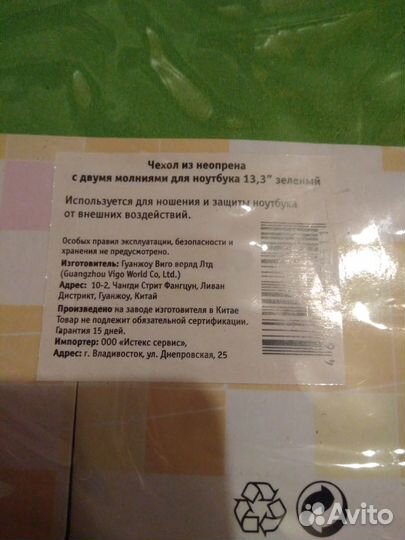 Чехол из неопрена
с двумя молниями для ноутбука 13,3" зеленый
Используется для ношения и защиты ноутбука
от внешних воздействий.
Особых правил эксплуатации, безопасности и
хранения не предусмотрено.
Изготовитель: Гуанжоу Виго верлд Лтд
(Guangzhou Vigo World Co, Ltd.)
Адрес: 10-2, Чангди Стрит Фангцун, Ливан
Дистрикт, Гуанжоу, Китай
Произведено на заводе изготовителя в Китае
Товар не подлежит обязательной сертификации.
Гарантия 15 дней.
Импортер: ООО «Истекс сервис»,
Адрес: г. Владивосток, ул. Днепровская, 25
Avito